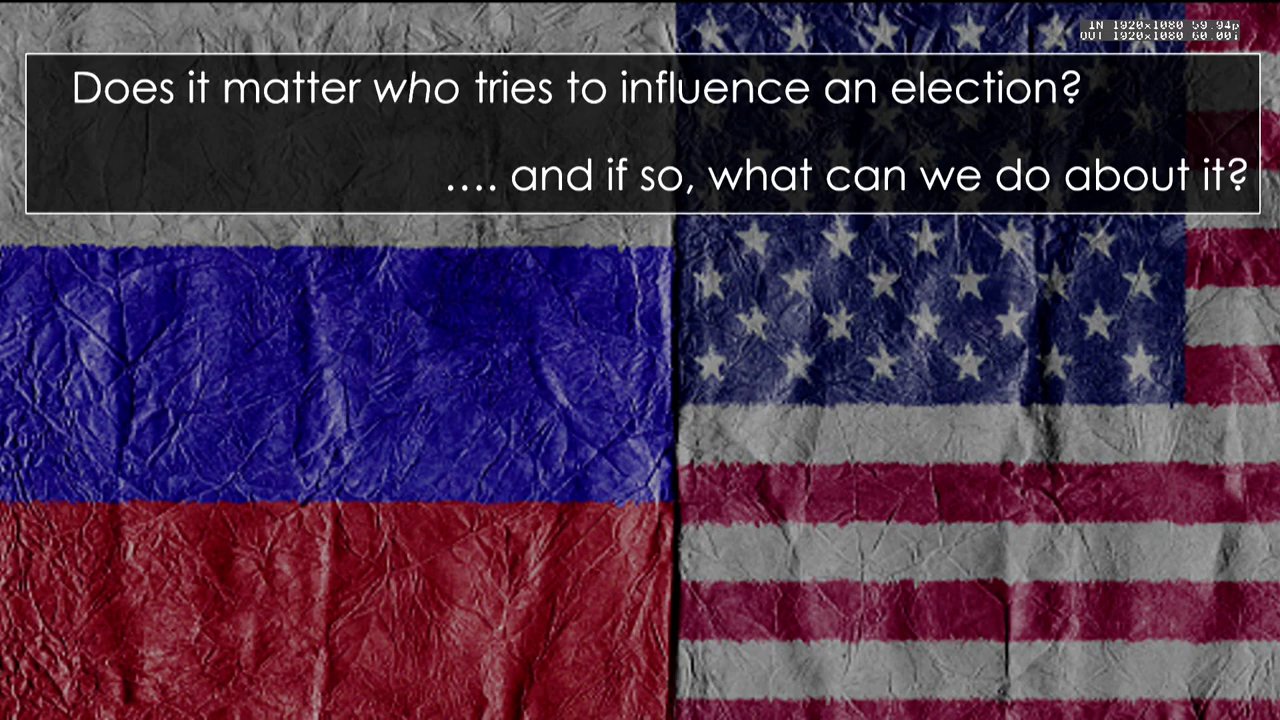 IN 1920x1080 59.94p
OUT 1920x1080 60.00i
Does it matter who tries to influence an election?
…. and if so, what can we do about it?